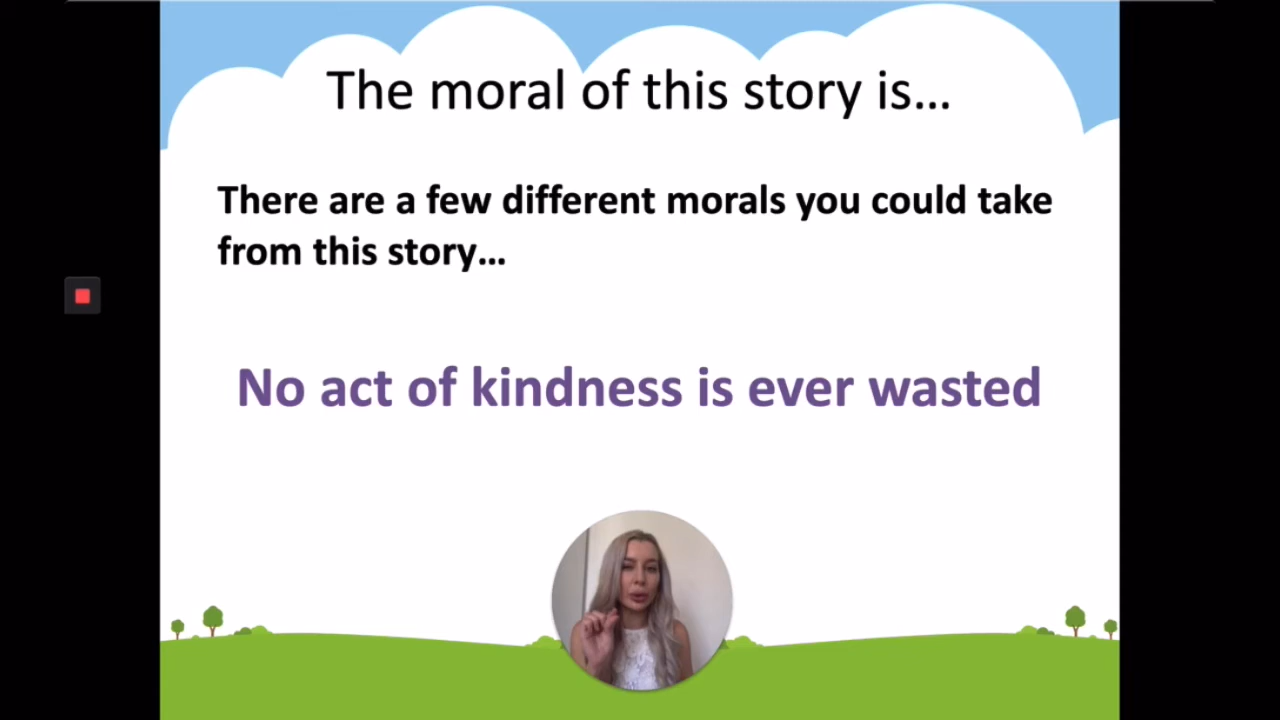 The moral of this story is...
There are a few different morals you could take
from this story...
No act of kindness is ever wasted